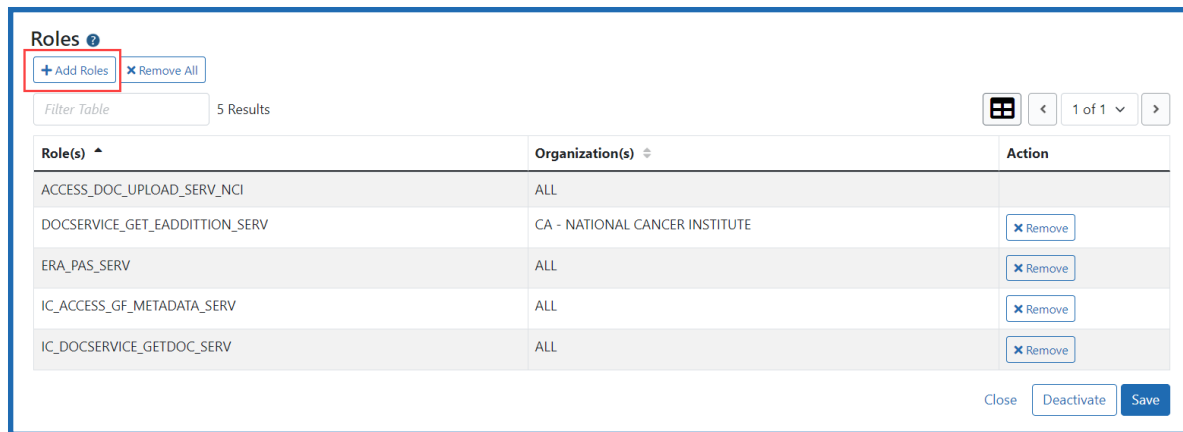 Roles ?
+ Add Roles × Remove All
Filter Table 5 Results < 1 of 1 >
Role(s) Organization(s) Action
ACCESS_DOC_UPLOAD_SERV_NCI ALL
DOCSERVICE_GET_EADDITTION_SERV CA - NATIONAL CANCER INSTITUTE × Remove
ERA_PAS_SERV ALL × Remove
IC_ACCESS_GF_METADATA_SERV ALL × Remove
IC_DOCSERVICE_GETDOC_SERV ALL × Remove
Close Deactivate Save